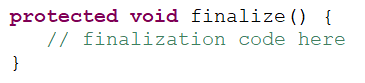 protected void finalize() {
   // finalization code here
}